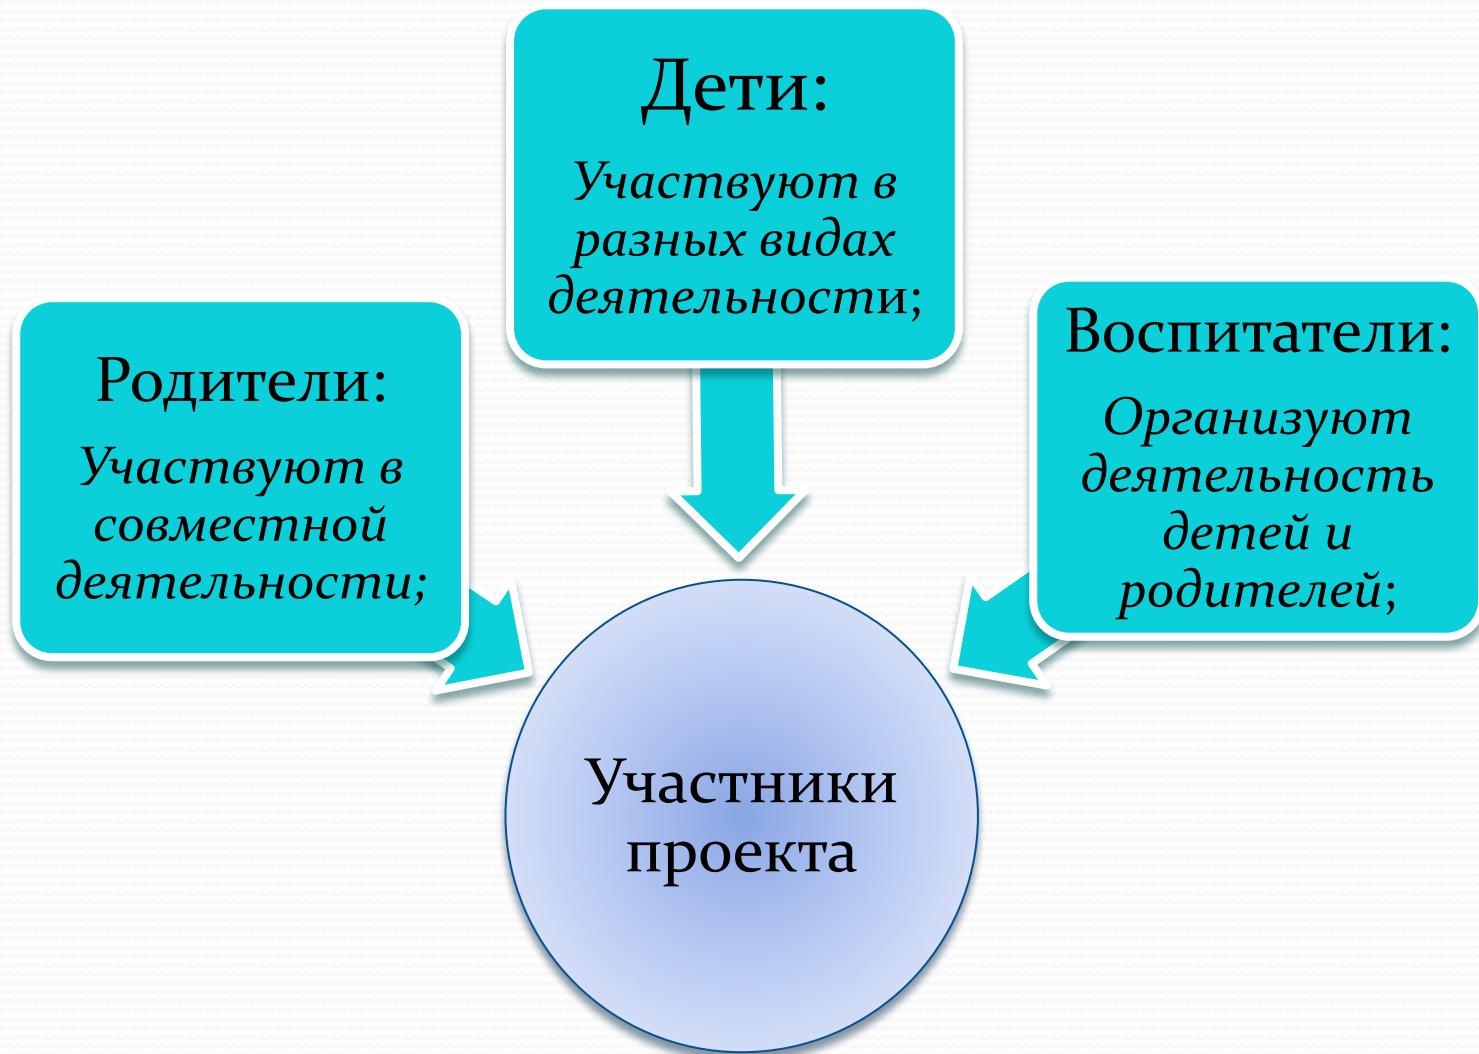 Дети:
Участвуют в
разных видах
деятельности;
Родители:
Участвуют в
совместной
деятельности;
Воспитатели:
Организуют
деятельность
детей и
родителей;
Участники
проекта